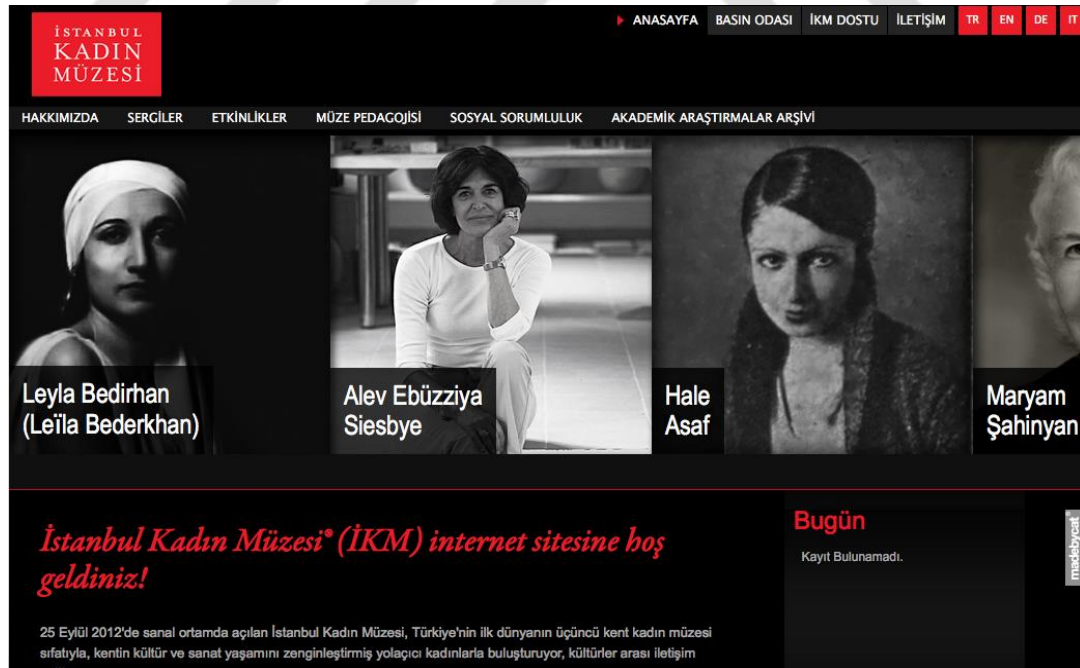 İSTANBUL
KADIN
MÜZESİ
ANASAYFA BASIN ODASI İKM DOSTU İLETİŞİM TR EN DE IT
HAKKIMIZDA SERGİLER ETKİNLİKLER MÜZE PEDAGOJİSİ SOSYAL SORUMLULUK AKADEMİK ARAŞTIRMALAR ARŞİVİ
Leyla Bedirhan
(Leïla Bederkhan)
Alev Ebüzziya
Siesbye
Hale
Asaf
Maryam
Şahinyan
İstanbul Kadın Müzesi® (İKM) internet sitesine hoş
geldiniz!
25 Eylül 2012'de sanal ortamda açılan İstanbul Kadın Müzesi, Türkiye'nin ilk dünyanın üçüncü kent kadın müzesi
sıfatıyla, kentin kültür ve sanat yaşamını zenginleştirmiş yolaçıcı kadınlarla buluşturuyor, kültürler arası iletişim
Bugün
Kayıt Bulunamadı.
madebycat®